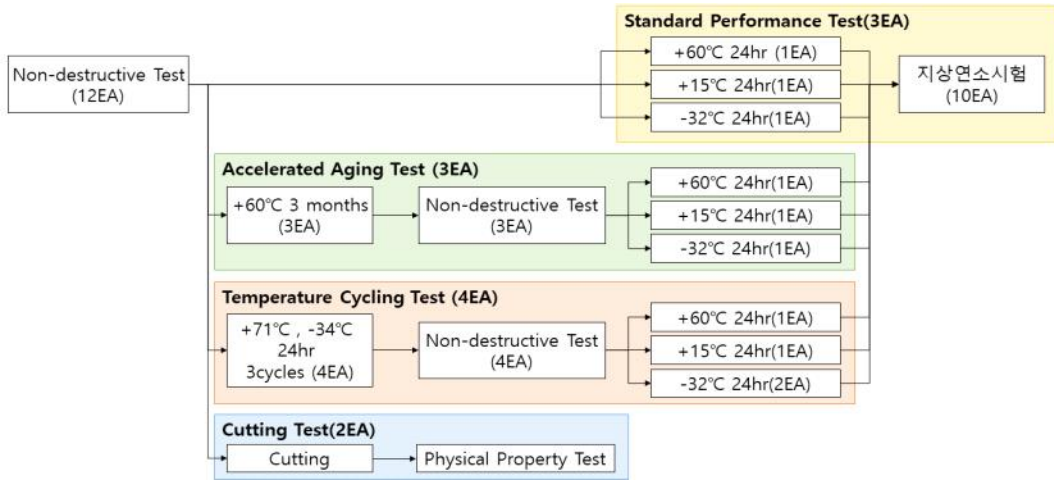 Standard Performance Test(3EA)
Non-destructive Test
(12EA)
+60℃ 24hr (1EA)
+15℃ 24hr(1EA)
-32℃ 24hr(1EA)
지상연소시험
(10EA)
Accelerated Aging Test (3EA)
+60℃ 3 months
(3EA)
Non-destructive Test
(3EA)
+60℃ 24hr(1EA)
+15℃ 24hr(1EA)
-32℃ 24hr(1EA)
Temperature Cycling Test (4EA)
+71℃ , -34℃
24hr
3cycles (4EA)
Non-destructive Test
(4EA)
+60℃ 24hr(1EA)
+15℃ 24hr(1EA)
-32℃ 24hr(2EA)
Cutting Test(2EA)
Cutting
Physical Property Test